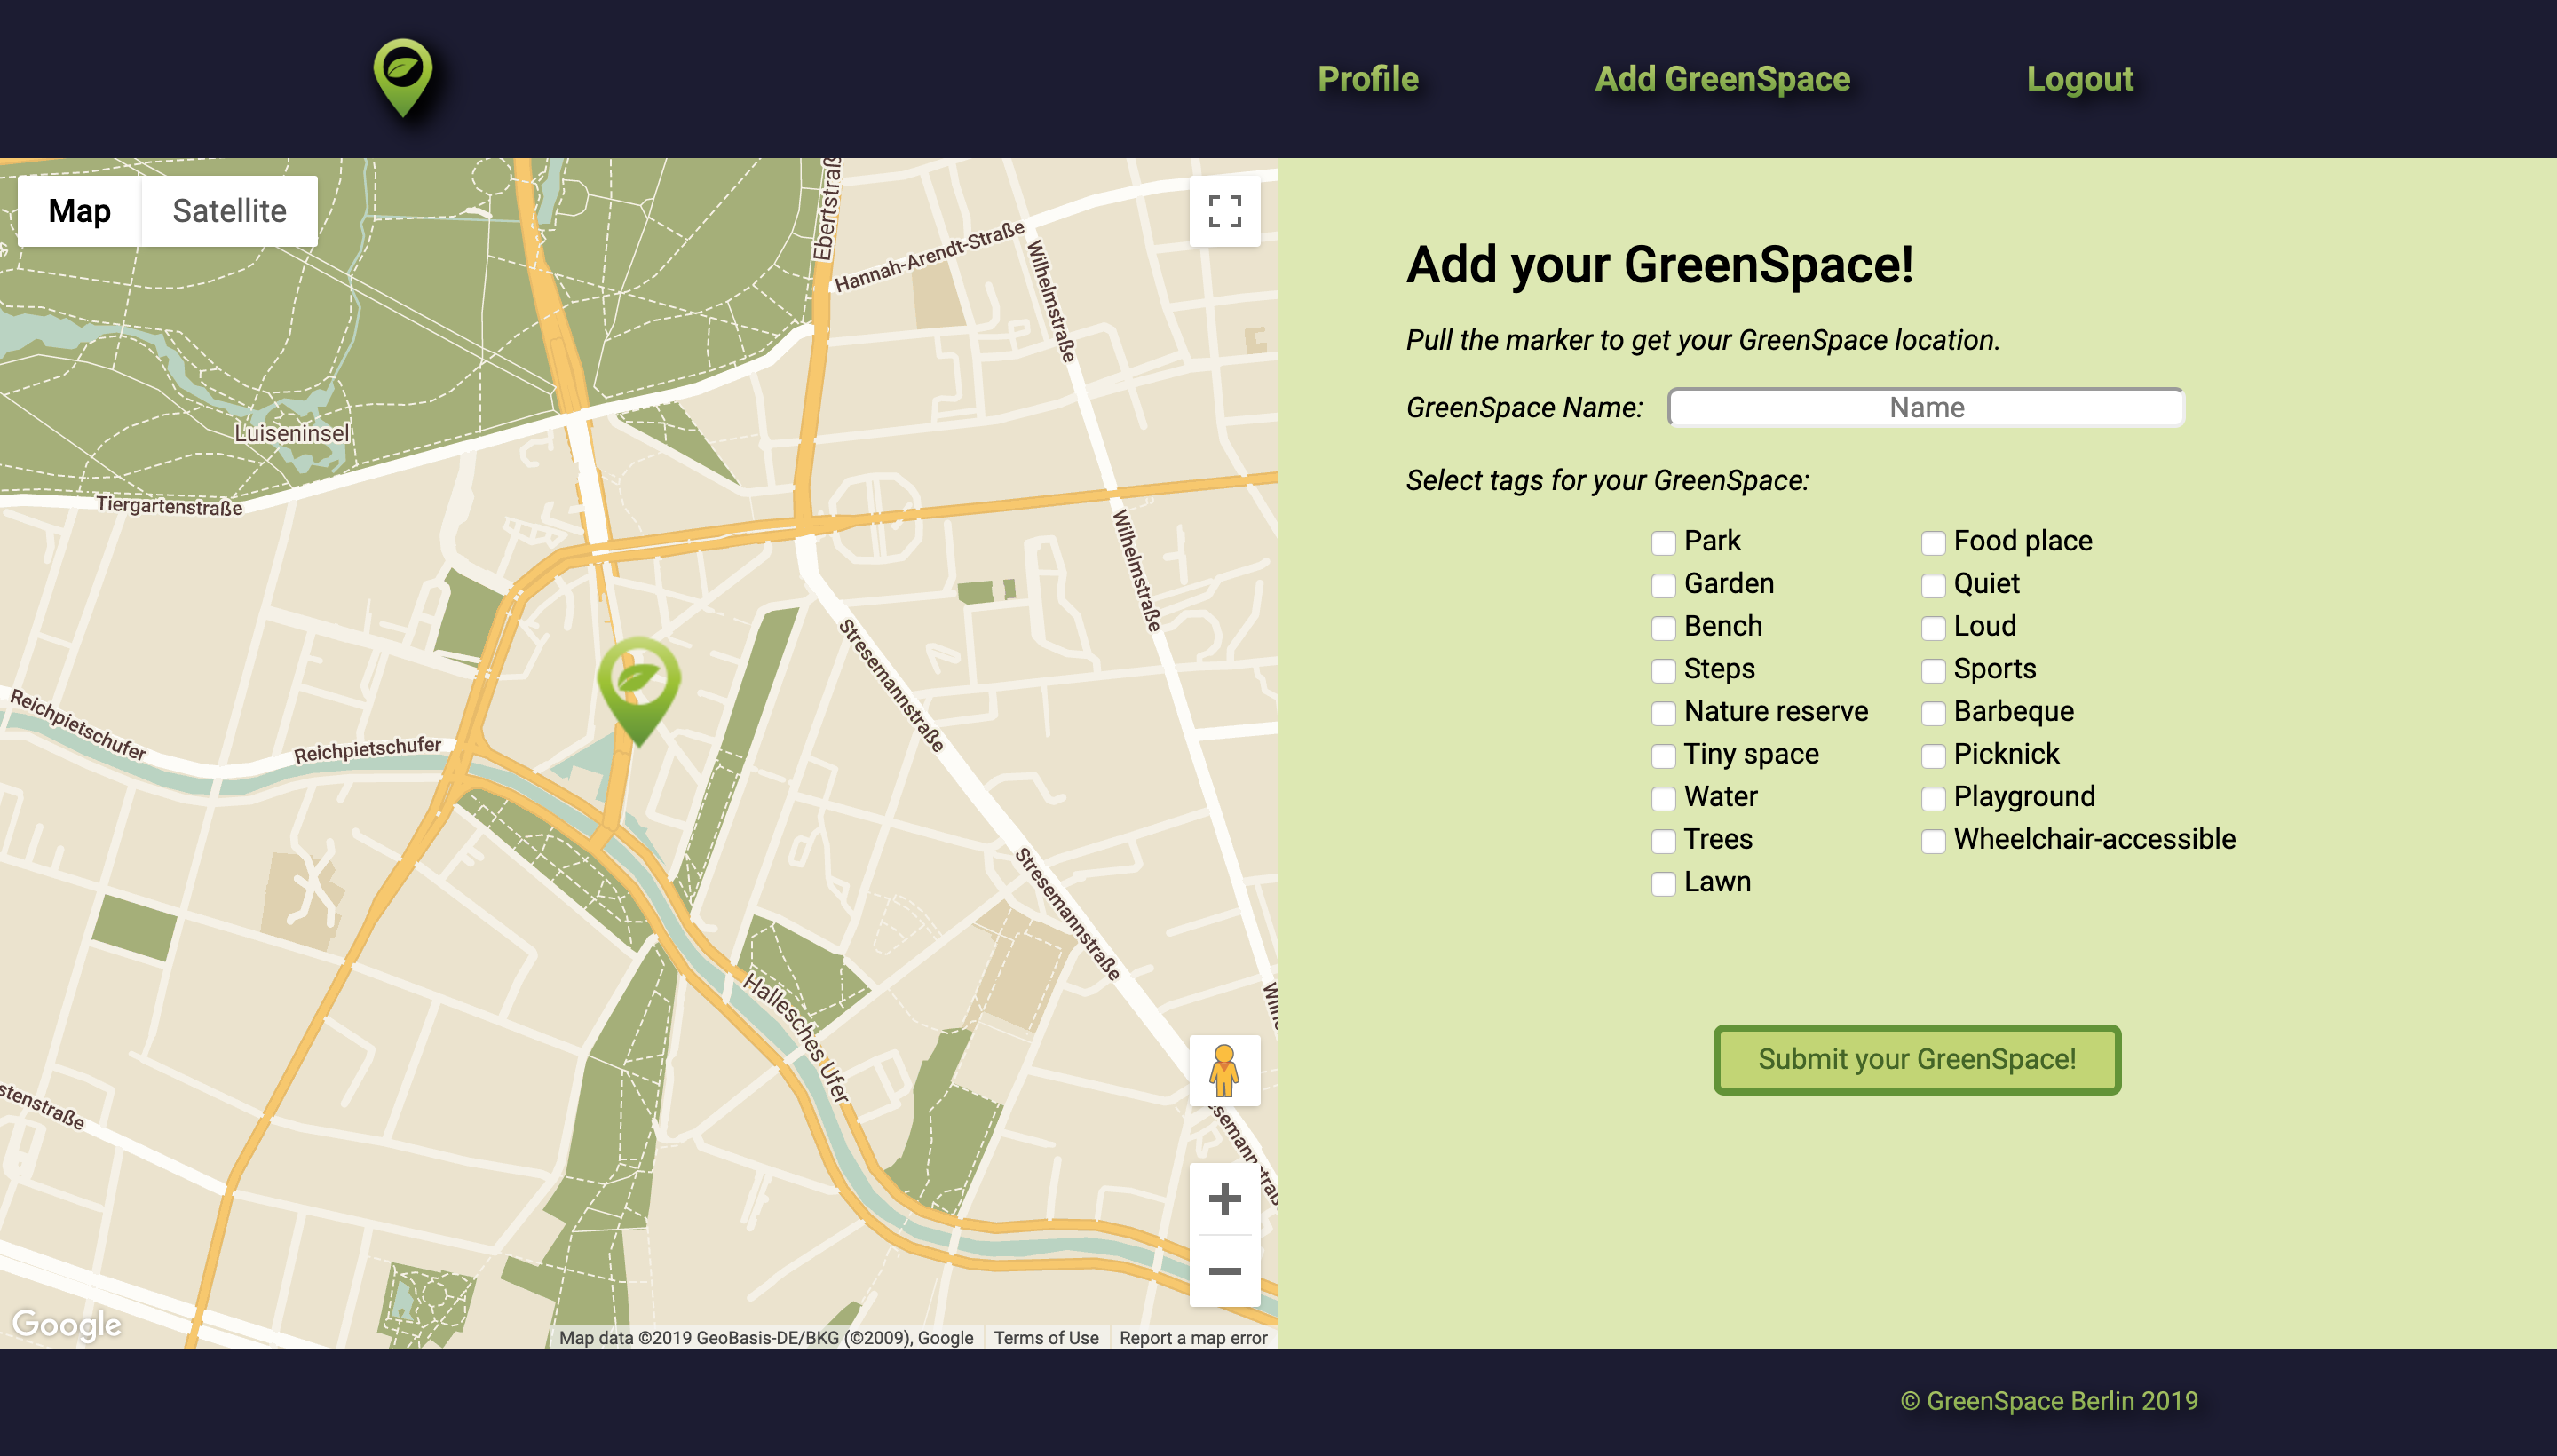 Profile Add GreenSpace Logout
Map Satellite
Ebertstraß
Hannah-Arendt-Straße
Wilhelmstraße
Luiseninsel
Tiergartenstraße
Wilhelmstraße
Stresemannstraße
Reichpietschufer
Reichpietschufer
Stresemannstraße
Hallesches Ufer
stenstraße
Google
Map data ©2019 GeoBasis-DE/BKG (©2009), Google Terms of Use Report a map error
Add your GreenSpace!
Pull the marker to get your GreenSpace location.
GreenSpace Name: Name
Select tags for your GreenSpace:
Park
Garden
Bench
Steps
Nature reserve
Tiny space
Water
Trees
Lawn
Food place
Quiet
Loud
Sports
Barbeque
Picknick
Playground
Wheelchair-accessible
Submit your GreenSpace!
© GreenSpace Berlin 2019